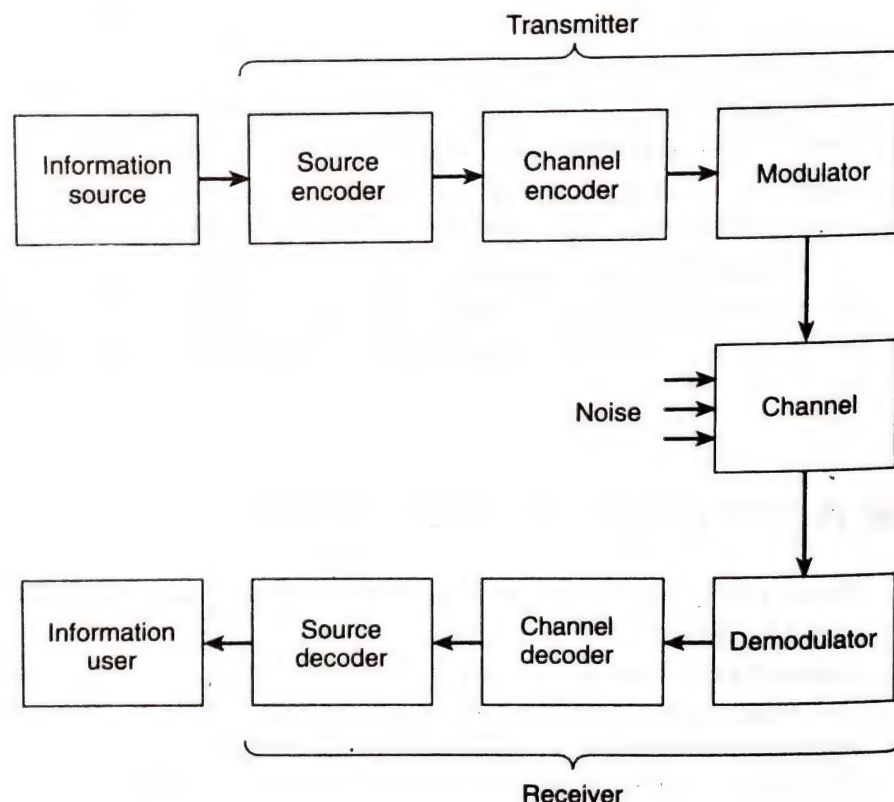 Transmitter
Information
source
Source
encoder
Channel
encoder
Modulator
Noise
Channel
Information
user
Source
decoder
Channel
decoder
Demodulator
Receiver